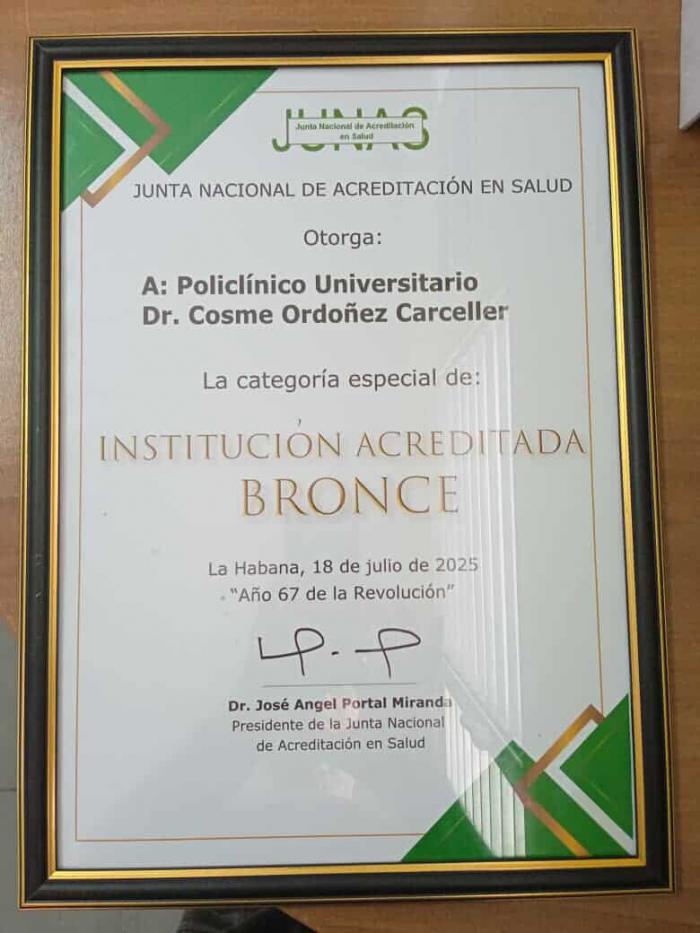 JUNAS
Junta Nacional de Acreditación
en Salud
JUNTA NACIONAL DE ACREDITACIÓN EN SALUD
Otorga:
A: Policlínico Universitario
Dr. Cosme Ordoñez Carceller
La categoría especial de:
INSTITUCIÓN ACREDITADA
BRONCE
La Habana, 18 de julio de 2025
“Año 67 de la Revolución”
Dr. José Angel Portal Miranda
Presidente de la Junta Nacional
de Acreditación en Salud